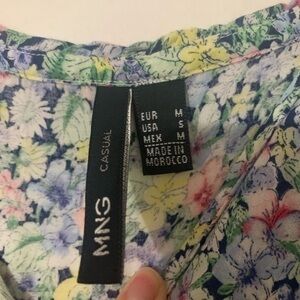 MNG
CASUAL
EUR M
USA S
MEX M
MADE IN
MOROCCO